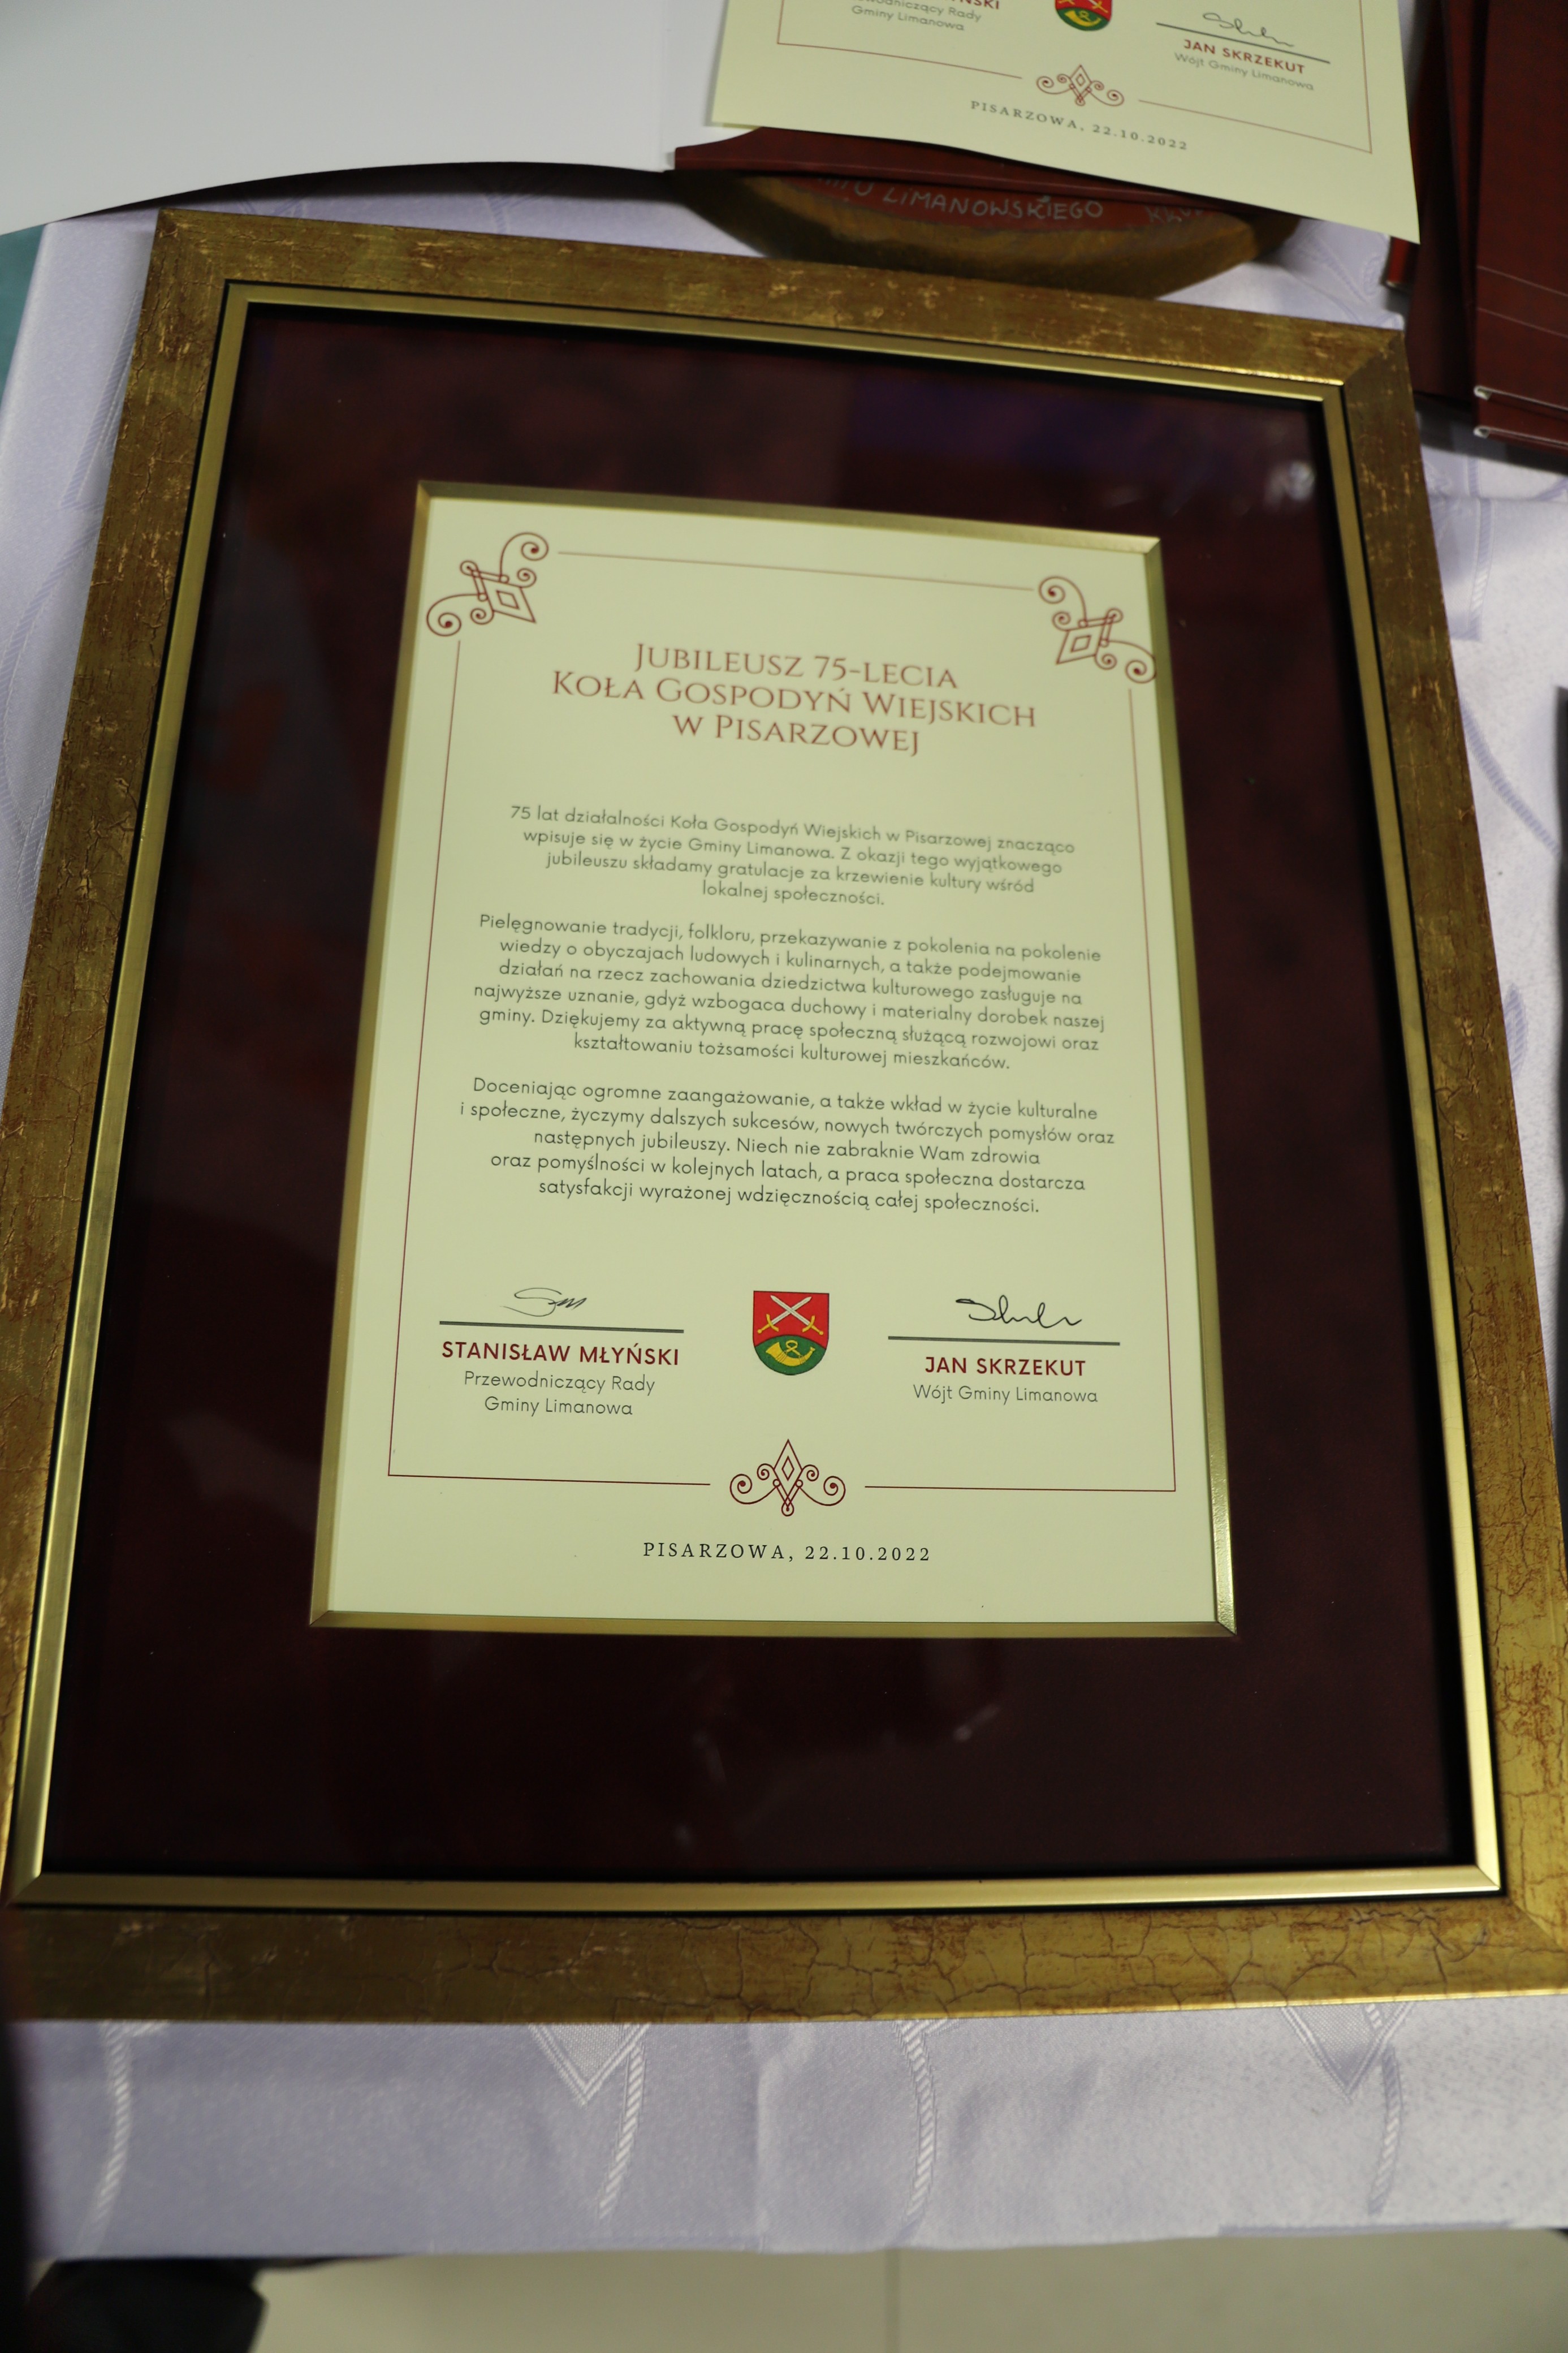 Gminy Limanowa
JAN SKRZEKUT
Wójt Gminy Limanowa
PISARZOWA, 22.10.2022
LIMANOWSKIEGO
JUBILEUSZ 75-LECIA
KOŁA GOSPODYŃ WIEJSKICH
W PISARZOWEJ
75 lat działalności Koła Gospodyń Wiejskich w Pisarzowej znacząco
wpisuje się w życie Gminy Limanowa. Z okazji tego wyjątkowego
jubileuszu składamy gratulacje za krzewienie kultury wśród
lokalnej społeczności.
Pielęgnowanie tradycji, folkloru, przekazywanie z pokolenia na pokolenie
wiedzy o obyczajach ludowych i kulinarnych, a także podejmowanie
działań na rzecz zachowania dziedzictwa kulturowego zasługuje na
najwyższe uznanie, gdyż wzbogaca duchowy i materialny dorobek naszej
gminy. Dziękujemy za aktywną pracę społeczną służącą rozwojowi oraz
kształtowaniu tożsamości kulturowej mieszkańców.
Doceniając ogromne zaangażowanie, a także wkład w życie kulturalne
i społeczne, życzymy dalszych sukcesów, nowych twórczych pomysłów oraz
następnych jubileuszy. Niech nie zabraknie Wam zdrowia
oraz pomyślności w kolejnych latach, a praca społeczna dostarcza
satysfakcji wyrażonej wdzięcznością całej społeczności.
STANISŁAW MŁYŃSKI
Przewodniczący Rady
Gminy Limanowa
JAN SKRZEKUT
Wójt Gminy Limanowa
PISARZOWA, 22.10.2022